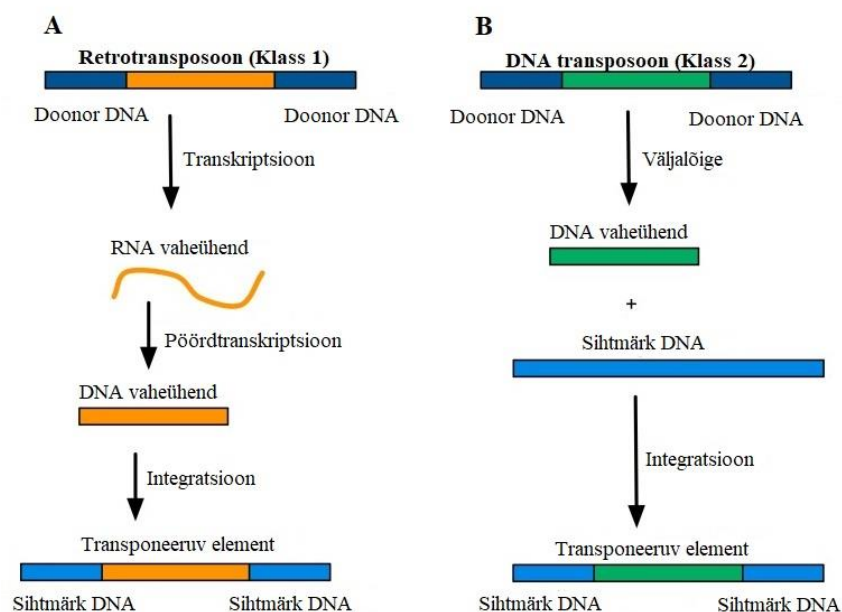 A
Retrotransposoon (Klass 1)
Doonor DNA
Doonor DNA
Transkriptsioon
RNA vaheühend
Pöördtranskriptsioon
DNA vaheühend
Integratsioon
Transponeeruv element
Sihtmärk DNA
Sihtmärk DNA
B
DNA transposoon (Klass 2)
Doonor DNA
Doonor DNA
Väljalõige
DNA vaheühend
+
Sihtmärk DNA
Integratsioon
Transponeeruv element
Sihtmärk DNA
Sihtmärk DNA